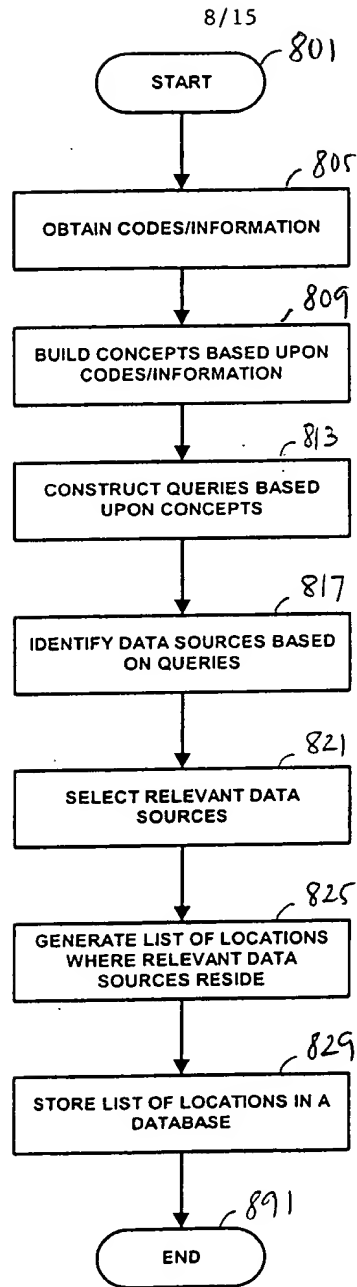 8/15
801
START
805
OBTAIN CODES/INFORMATION
809
BUILD CONCEPTS BASED UPON
CODES/INFORMATION
813
CONSTRUCT QUERIES BASED
UPON CONCEPTS
817
IDENTIFY DATA SOURCES BASED
ON QUERIES
821
SELECT RELEVANT DATA
SOURCES
825
GENERATE LIST OF LOCATIONS
WHERE RELEVANT DATA
SOURCES RESIDE
829
STORE LIST OF LOCATIONS IN A
DATABASE
891
END